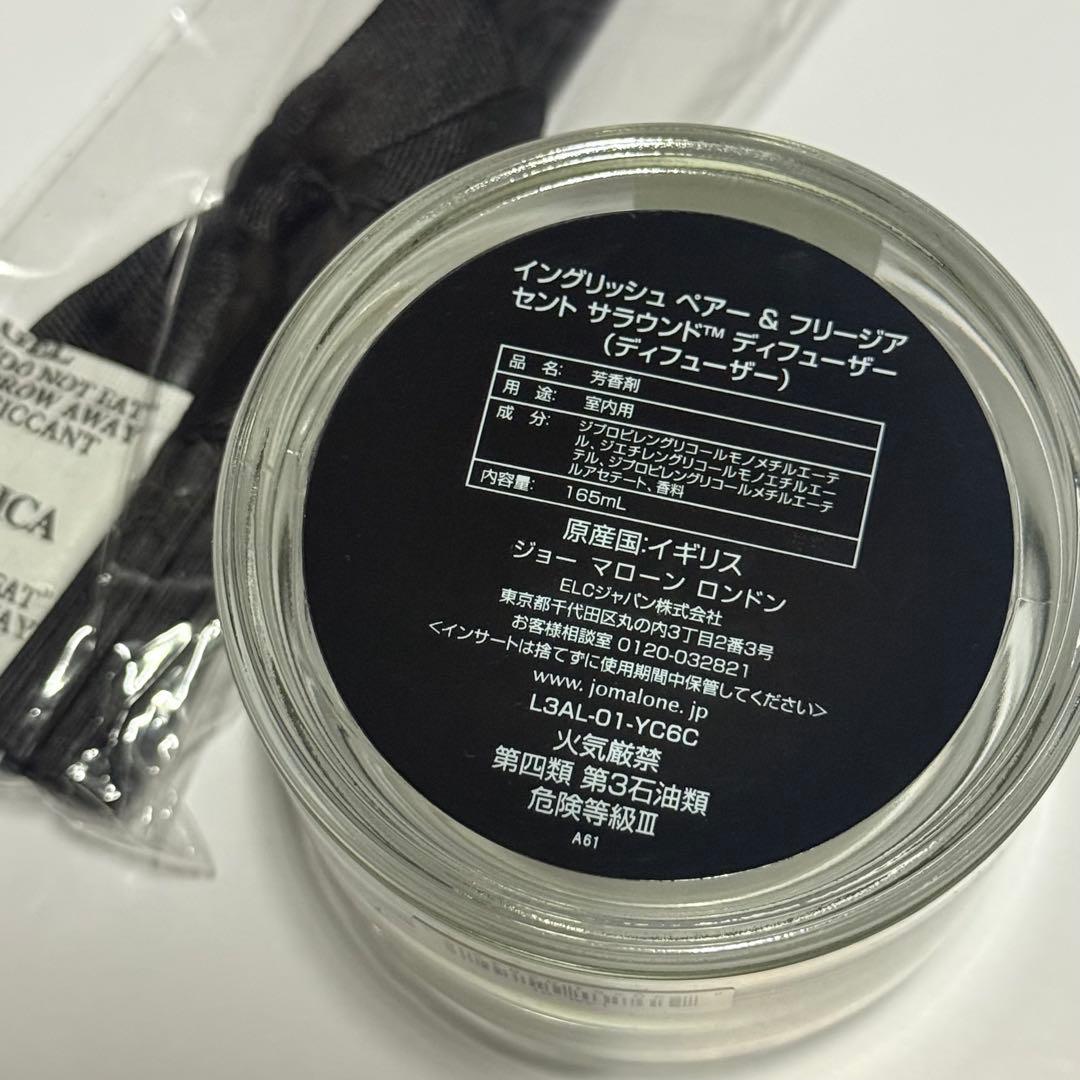 DO NOT EAT"
THROW AWAY
DESICCANT
イングリッシュ ペアー & フリージア
セント サラウンド™ ディフューザー
(ディフューザー)
品 名: 芳香剤
用 途: 室内用
成 分: ジプロピレングリコールモノメチルエーテ
ル、ジエチレングリコールモノエチルエー
テル、ジプロピレングリコールメチルエーテ
ルアセテート、香料
内容量: 165mL
原産国:イギリス
ジョー マローン ロンドン
ELCジャパン株式会社
東京都千代田区丸の内3丁目2番3号
お客様相談室 0120-032821
<インサートは捨てずに使用期間中保管してください>
www. jomalone. jp
L3AL-01-YC6C
火気厳禁
第四類 第3石油類
危険等級Ⅲ
A61